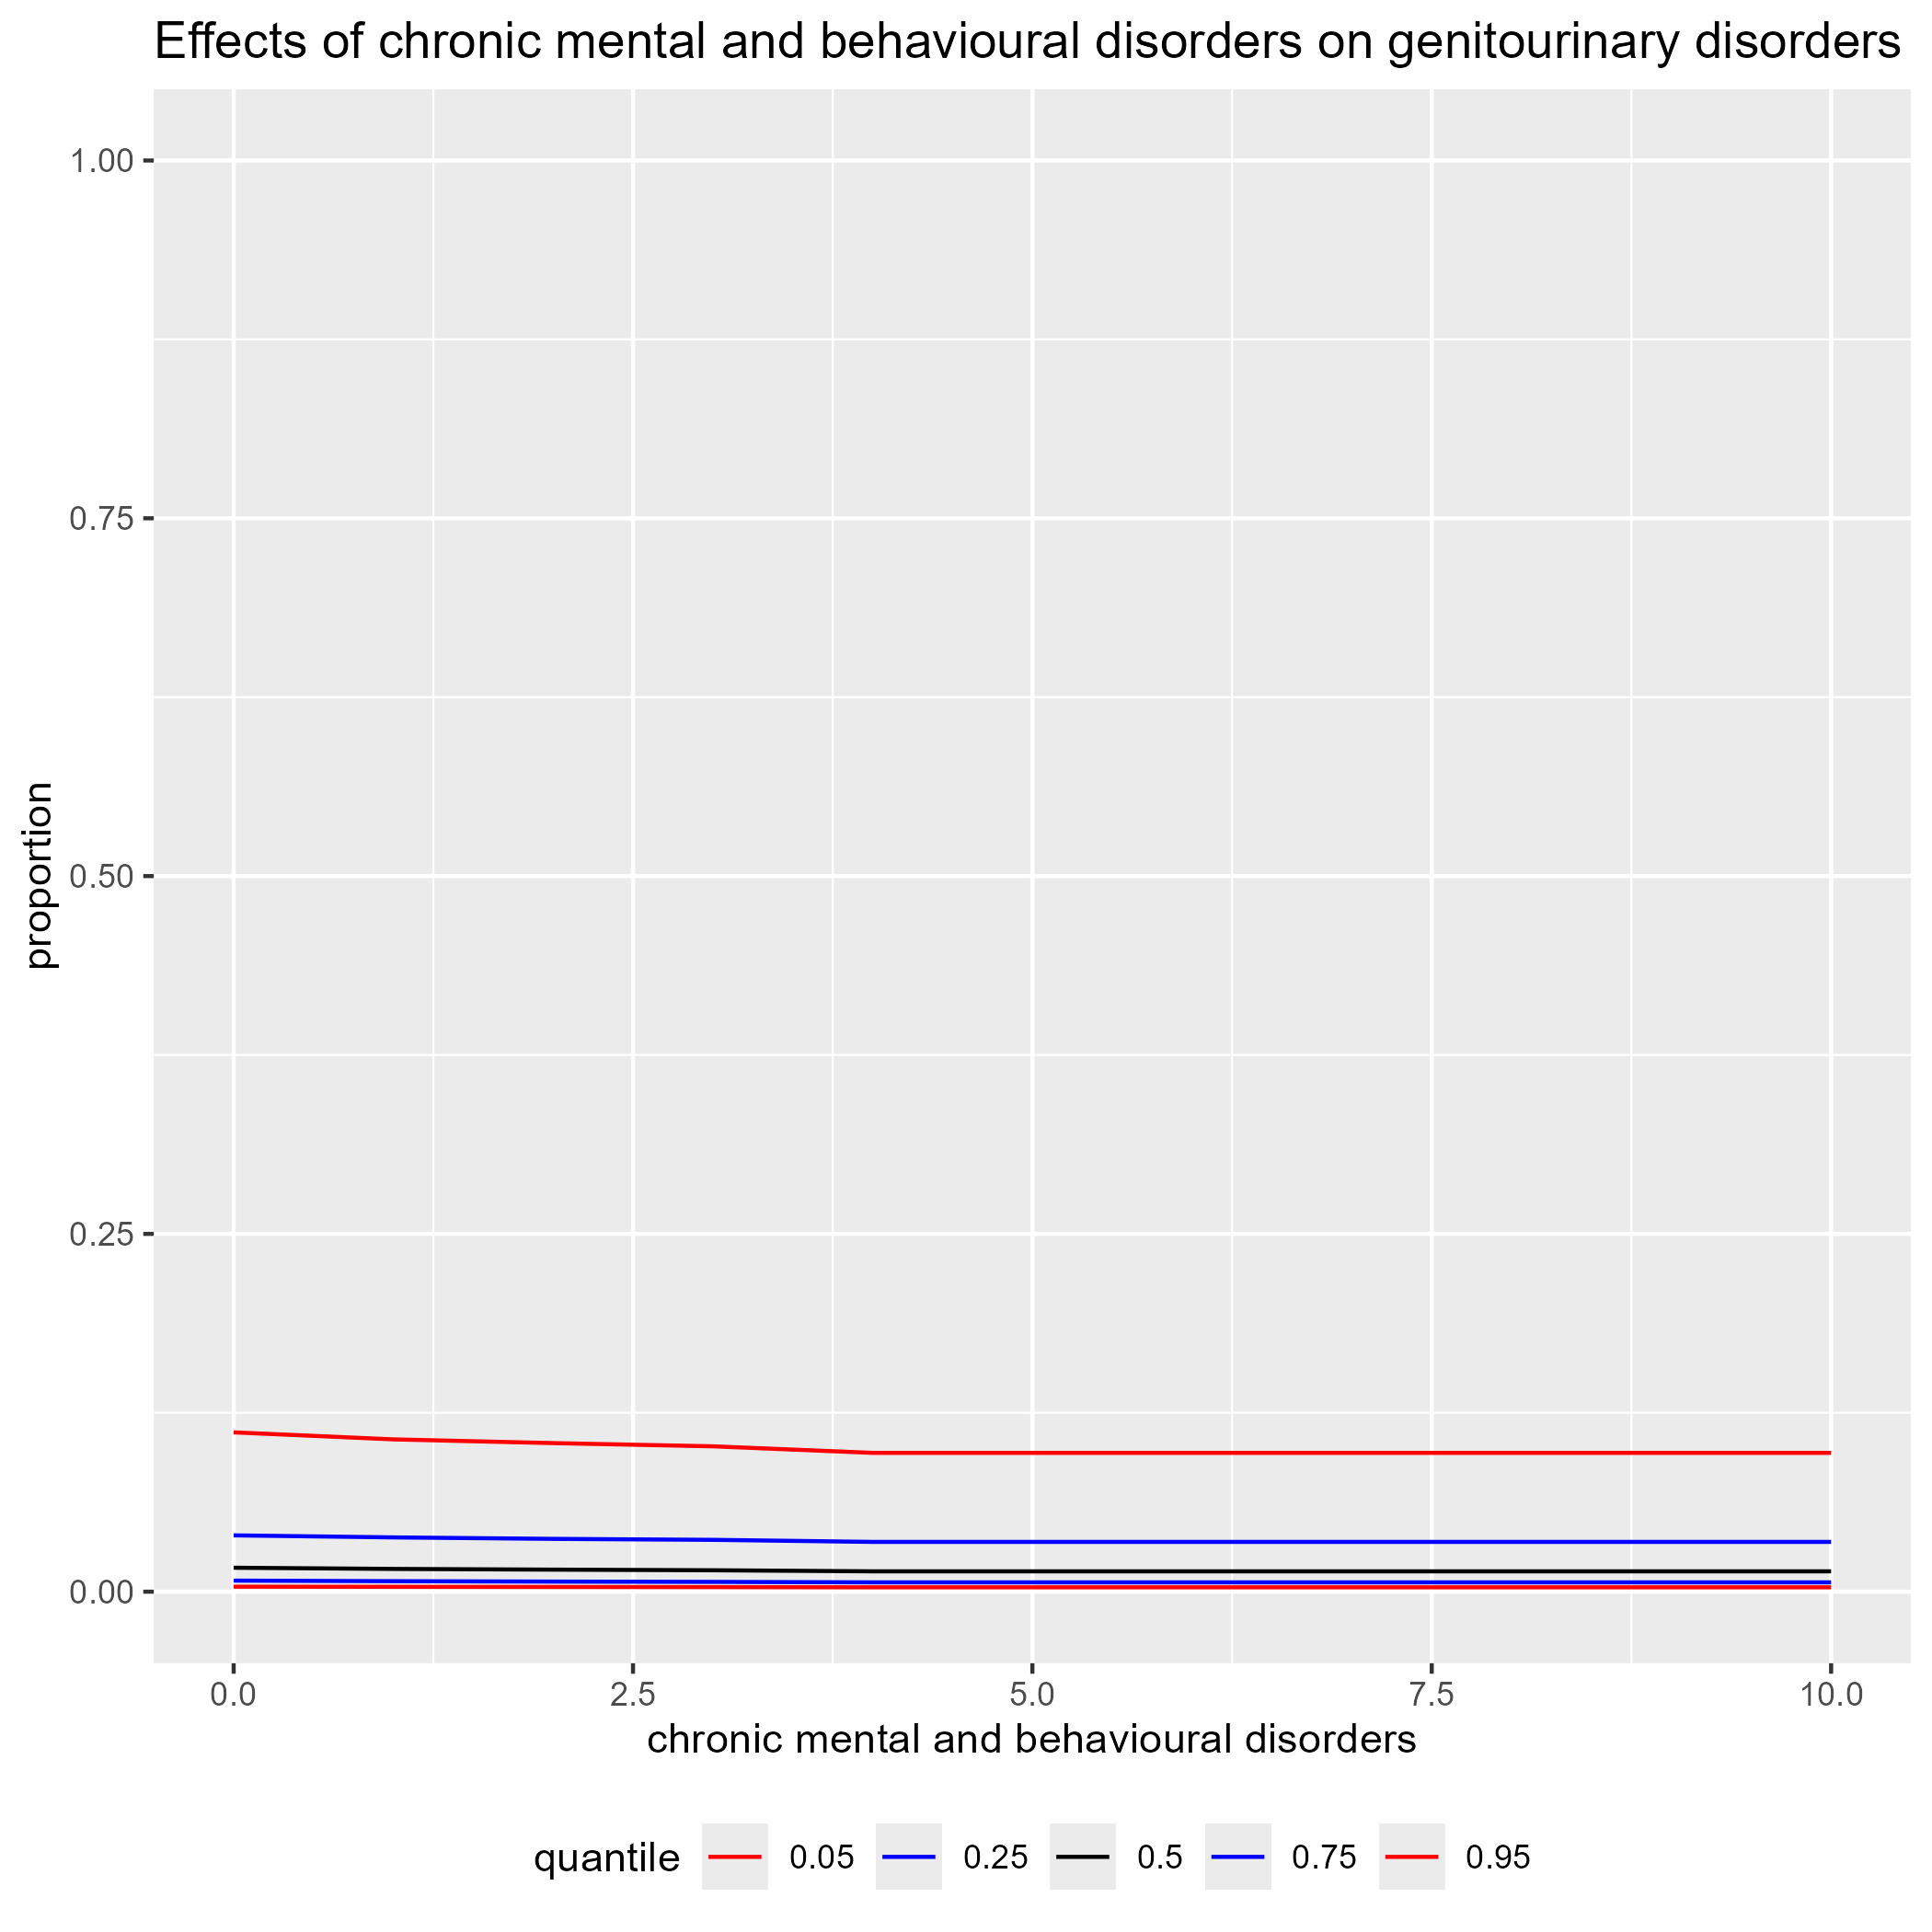 Effects of chronic mental and behavioural disorders on genitourinary disorders
1.00
0.75
0.50
0.25
0.00
proportion
0.0 2.5 5.0 7.5 10.0
chronic mental and behavioural disorders
quantile 0.05 0.25 0.5 0.75 0.95